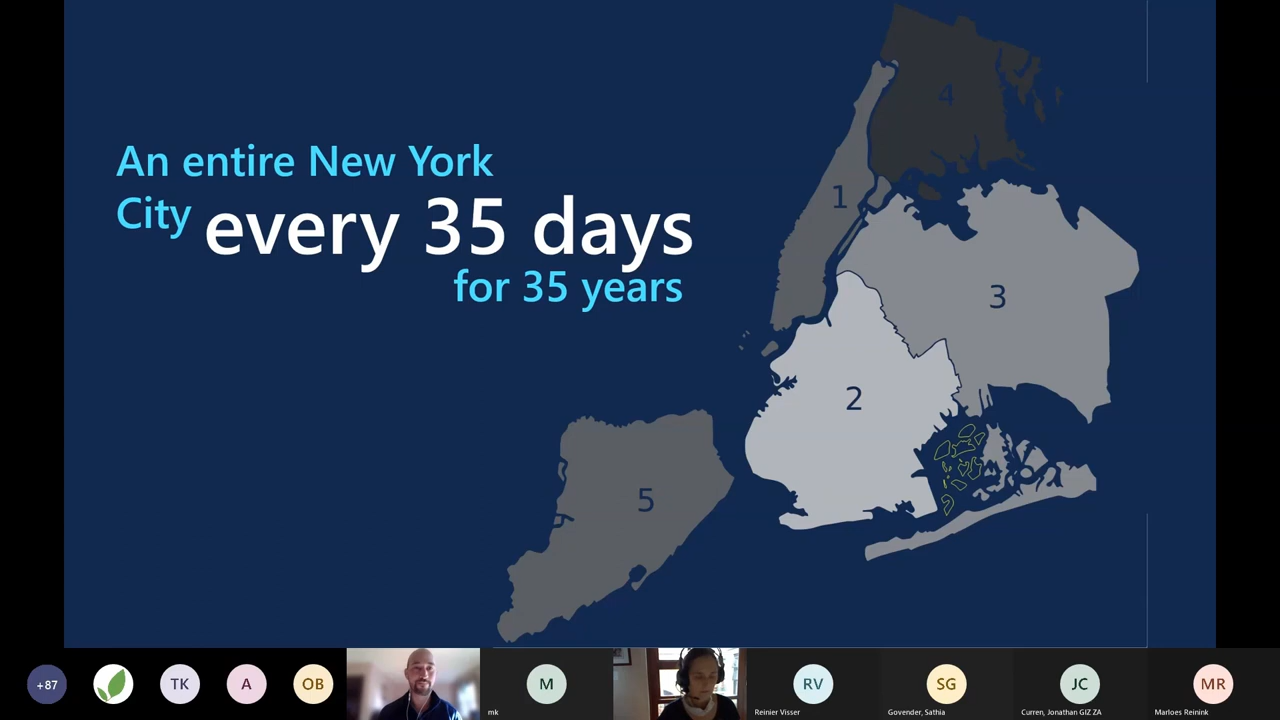 An entire New York
City every 35 days
for 35 years
4
1
3
2
5
+87
TK
A
OB
M
mk
RV
Reinier Visser
SG
Govender, Sathia
JC
Curren, Jonathan GIZ ZA
MR
Marloes Reinink